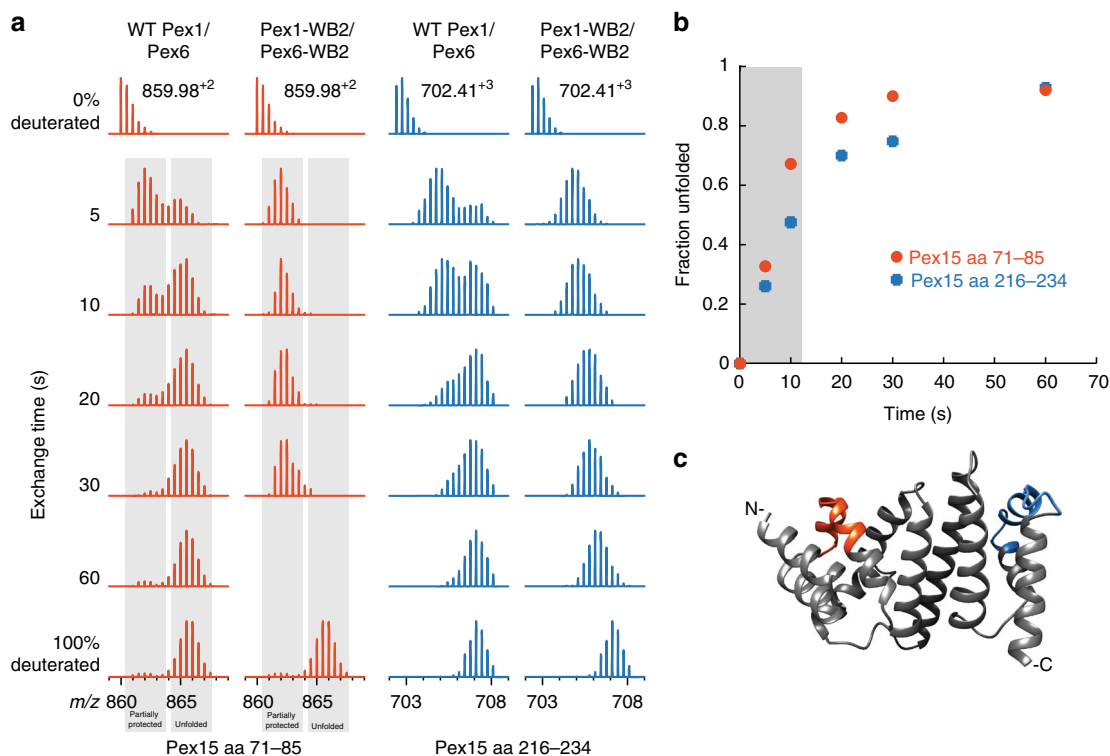 a
WT Pex1/
Pex6
Pex1-WB2/
Pex6-WB2
WT Pex1/
Pex6
Pex1-WB2/
Pex6-WB2
0%
deuterated
859.98+2
859.98+2
702.41+3
702.41+3
Exchange time (s)
5
10
20
30
60
100%
deuterated
m/z
860
865
860
865
703
708
703
708
Partially
protected
Unfolded
Partially
protected
Unfolded
Pex15 aa 71–85
Pex15 aa 216–234
b
Fraction unfolded
1
0.8
0.6
0.4
0.2
0
Pex15 aa 71–85
Pex15 aa 216–234
0
10
20
30
40
50
60
70
Time (s)
c
N-
-C